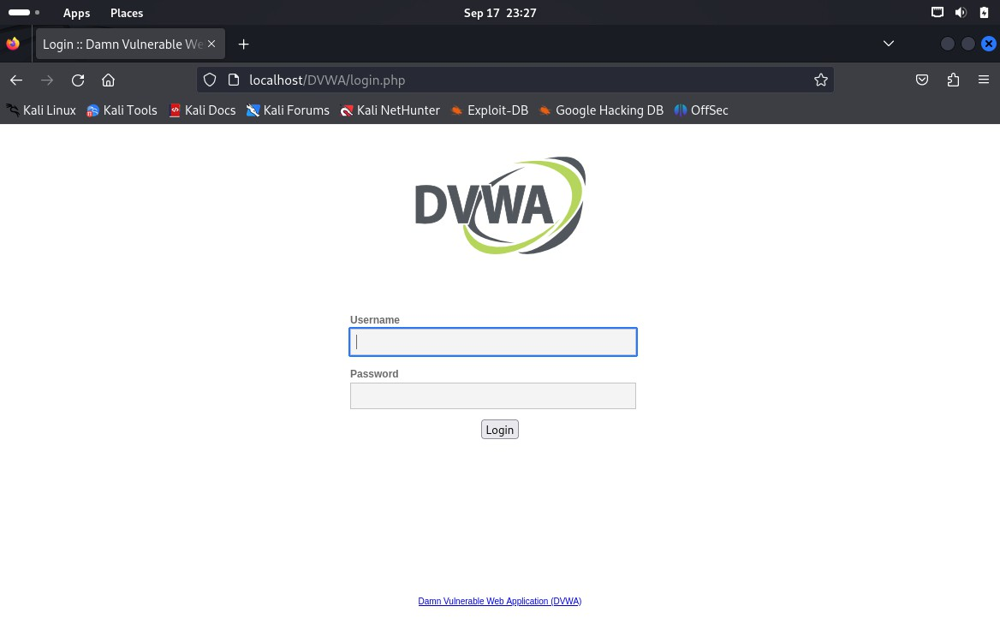 Apps Places Sep 17 23:27
Login :: Damn Vulnerable We
localhost/DVWA/login.php
Kali Linux Kali Tools Kali Docs Kali Forums Kali NetHunter Exploit-DB Google Hacking DB OffSec
DVWA
Username
Password
Login
Damn Vulnerable Web Application (DVWA)